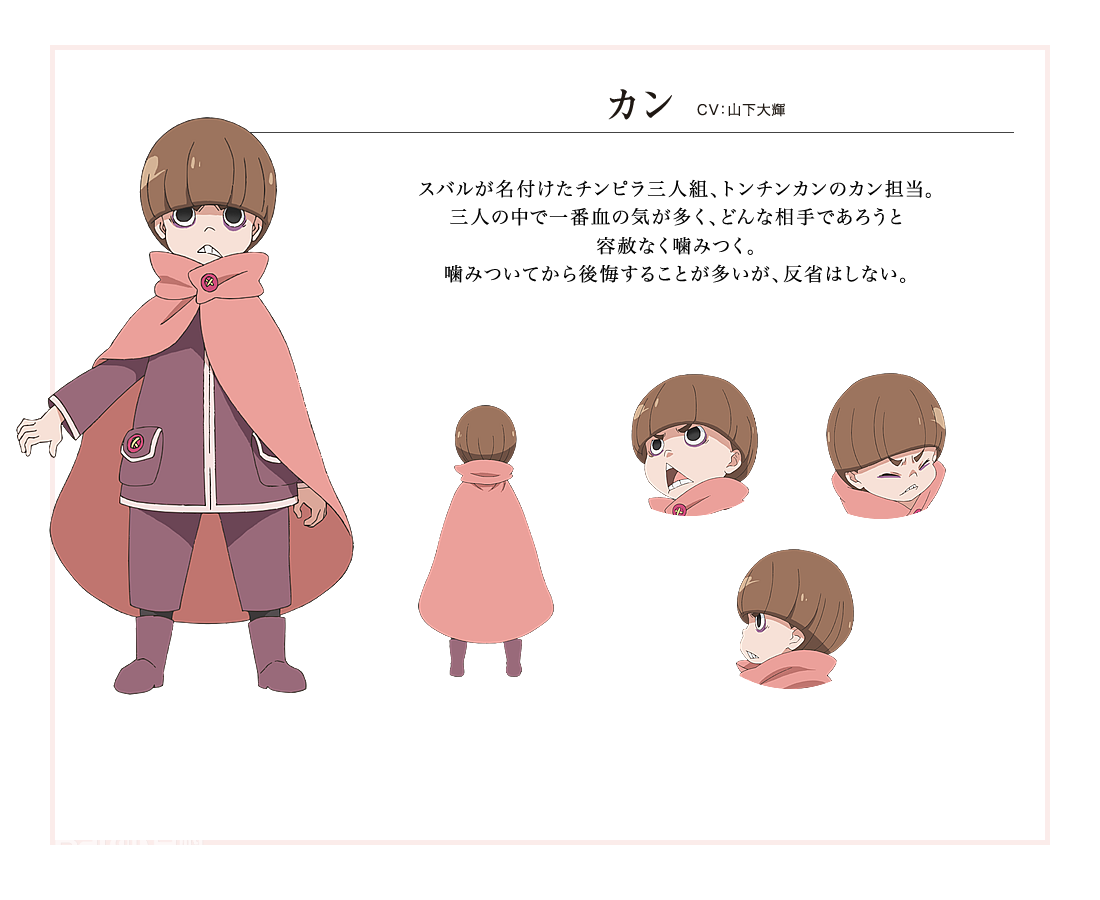 カン CV:山下大輝
スバルが名付けたチンピラ三人組、トンチンカンのカン担当。
三人の中で一番血の気が多く、どんな相手であろうと
容赦なく噛みつく。
噛みついてから後悔することが多いが、反省はしない。